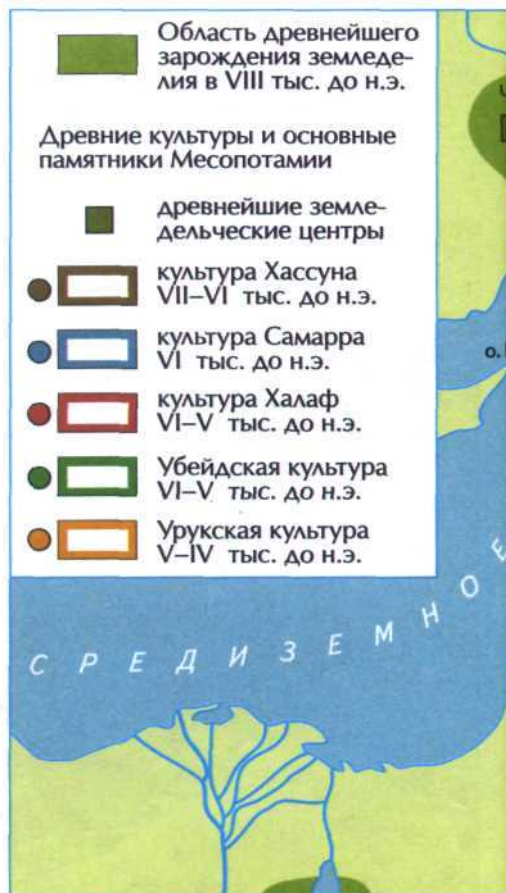 Область древнейшего
зарождения земледе-
лия в VIII тыс. до н.э.
Древние культуры и основные
памятники Месопотамии
древнейшие земле-
дельческие центры
культура Хассуна
VII–VI тыс. до н.э.
культура Самарра
VI тыс. до н.э.
культура Халаф
VI–V тыс. до н.э.
Убейдская культура
VI–V тыс. до н.э.
Урукская культура
V–IV тыс. до н.э.
о.
СРЕДИЗЕМНОЕ